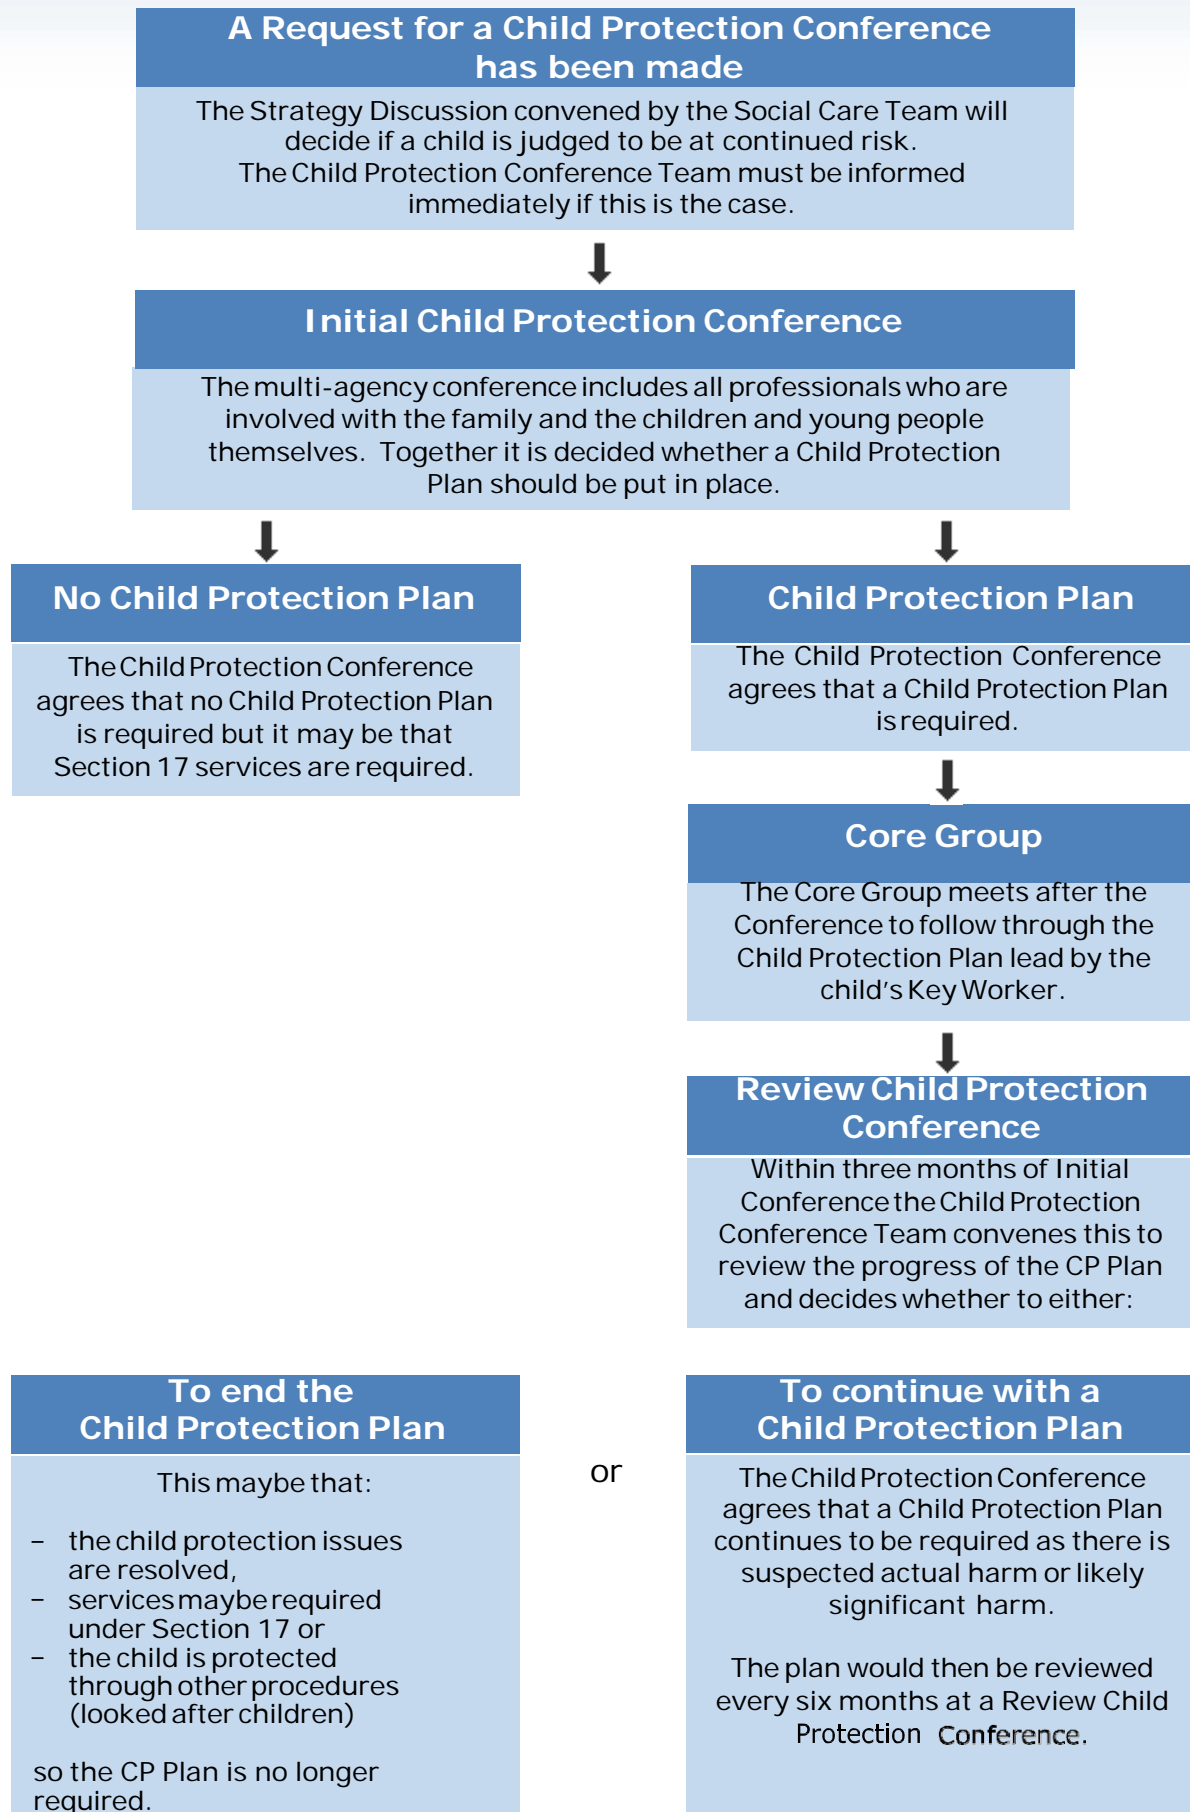 A Request for a Child Protection Conference
has been made
The Strategy Discussion convened by the Social Care Team will
decide if a child is judged to be at continued risk.
The Child Protection Conference Team must be informed
immediately if this is the case.
Initial Child Protection Conference
The multi-agency conference includes all professionals who are
involved with the family and the children and young people
themselves. Together it is decided whether a Child Protection
Plan should be put in place.
No Child Protection Plan
The Child Protection Conference
agrees that no Child Protection Plan
is required but it may be that
Section 17 services are required.
Child Protection Plan
The Child Protection Conference
agrees that a Child Protection Plan
is required.
Core Group
The Core Group meets after the
Conference to follow through the
Child Protection Plan lead by the
child's Key Worker.
Review Child Protection
Conference
Within three months of Initial
Conference the Child Protection
Conference Team convenes this to
review the progress of the CP Plan
and decides whether to either:
To end the
Child Protection Plan
This maybe that:
– the child protection issues
are resolved,
– services maybe required
under Section 17 or
– the child is protected
through other procedures
(looked after children)
so the CP Plan is no longer
required.
or
To continue with a
Child Protection Plan
The Child Protection Conference
agrees that a Child Protection Plan
continues to be required as there is
suspected actual harm or likely
significant harm.
The plan would then be reviewed
every six months at a Review Child
Protection Conference.